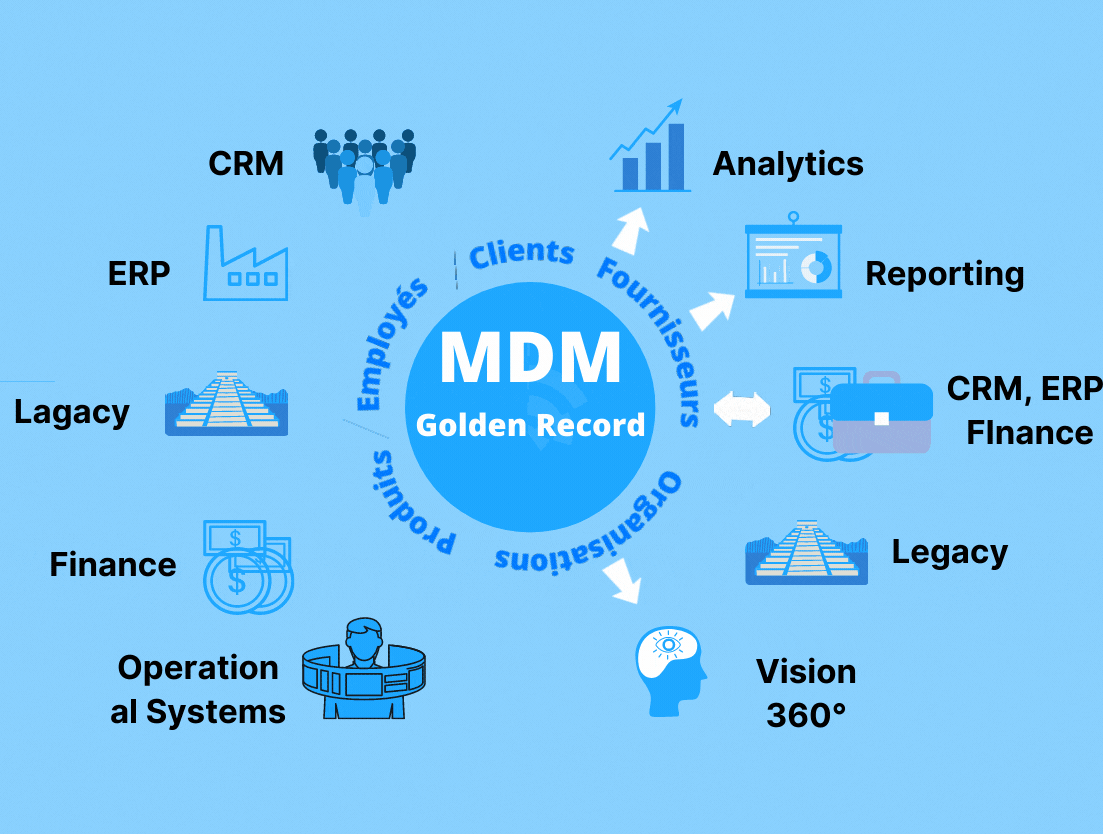 CRM
ERP
Lagacy
Finance
Operation
al Systems
Clients
Fournisseurs
Organisations
Produits
Employés
MDM
Golden Record
Analytics
Reporting
CRM, ERP
FInance
Legacy
Vision
360°
$
$
$
$